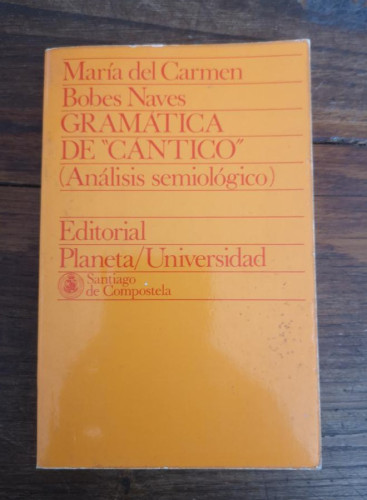 María del Carmen
Bobes Naves
GRAMÁTICA
DE "CÁNTICO"
(Análisis semiológico)
Editorial
Planeta/Universidad
Santiago
de Compostela